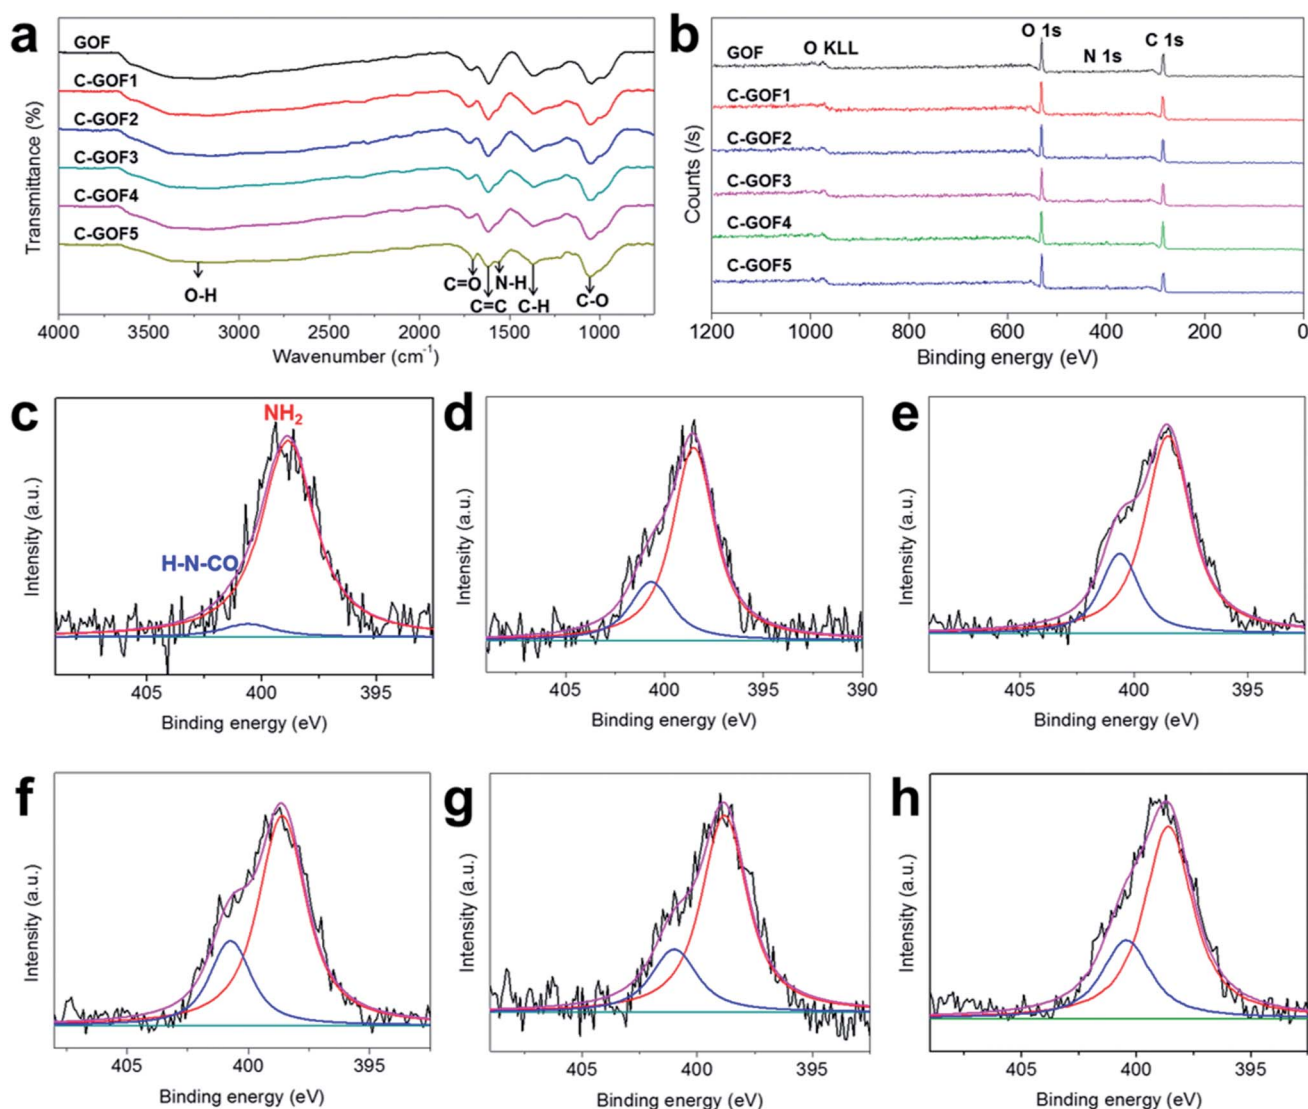 a
GOF
C-GOF1
C-GOF2
C-GOF3
C-GOF4
C-GOF5
O-H
C=O
C=C
N-H
C-H
C-O
Transmittance (%)
4000 3500 3000 2500 2000 1500 1000
Wavenumber (cm⁻¹)
b
GOF
C-GOF1
C-GOF2
C-GOF3
C-GOF4
C-GOF5
O KLL
O 1s
N 1s
C 1s
Counts (/s)
1200 1000 800 600 400 200 0
Binding energy (eV)
c
NH₂
H-N-CO
Intensity (a.u.)
405 400 395
Binding energy (eV)
d
Intensity (a.u.)
405 400 395 390
Binding energy (eV)
e
Intensity (a.u.)
405 400 395
Binding energy (eV)
f
Intensity (a.u.)
405 400 395
Binding energy (eV)
g
Intensity (a.u.)
405 400 395
Binding energy (eV)
h
Intensity (a.u.)
405 400 395
Binding energy (eV)